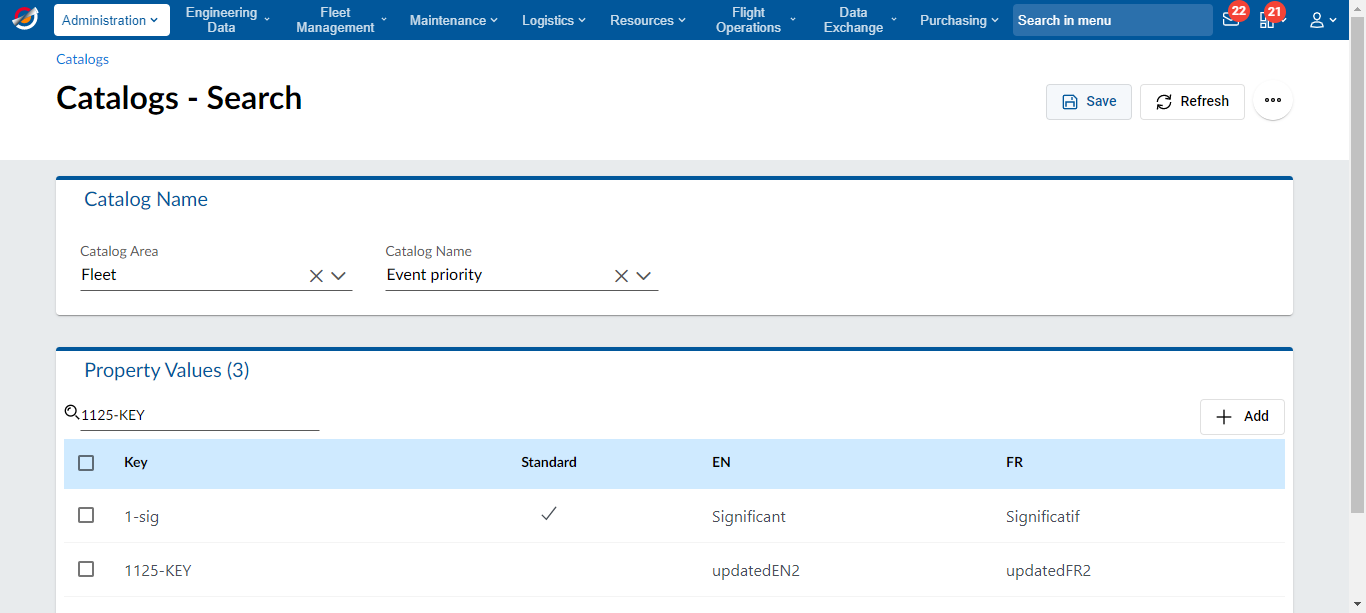 Administration
Engineering Data
Fleet Management
Maintenance
Logistics
Resources
Flight Operations
Data Exchange
Purchasing
Search in menu
22
21
Catalogs
Catalogs - Search
Save
Refresh
Catalog Name
Catalog Area
Catalog Name
Fleet
Event priority
Property Values (3)
1125-KEY
Add
Key Standard EN FR
1-sig Significant Significatif
1125-KEY updatedEN2 updatedFR2